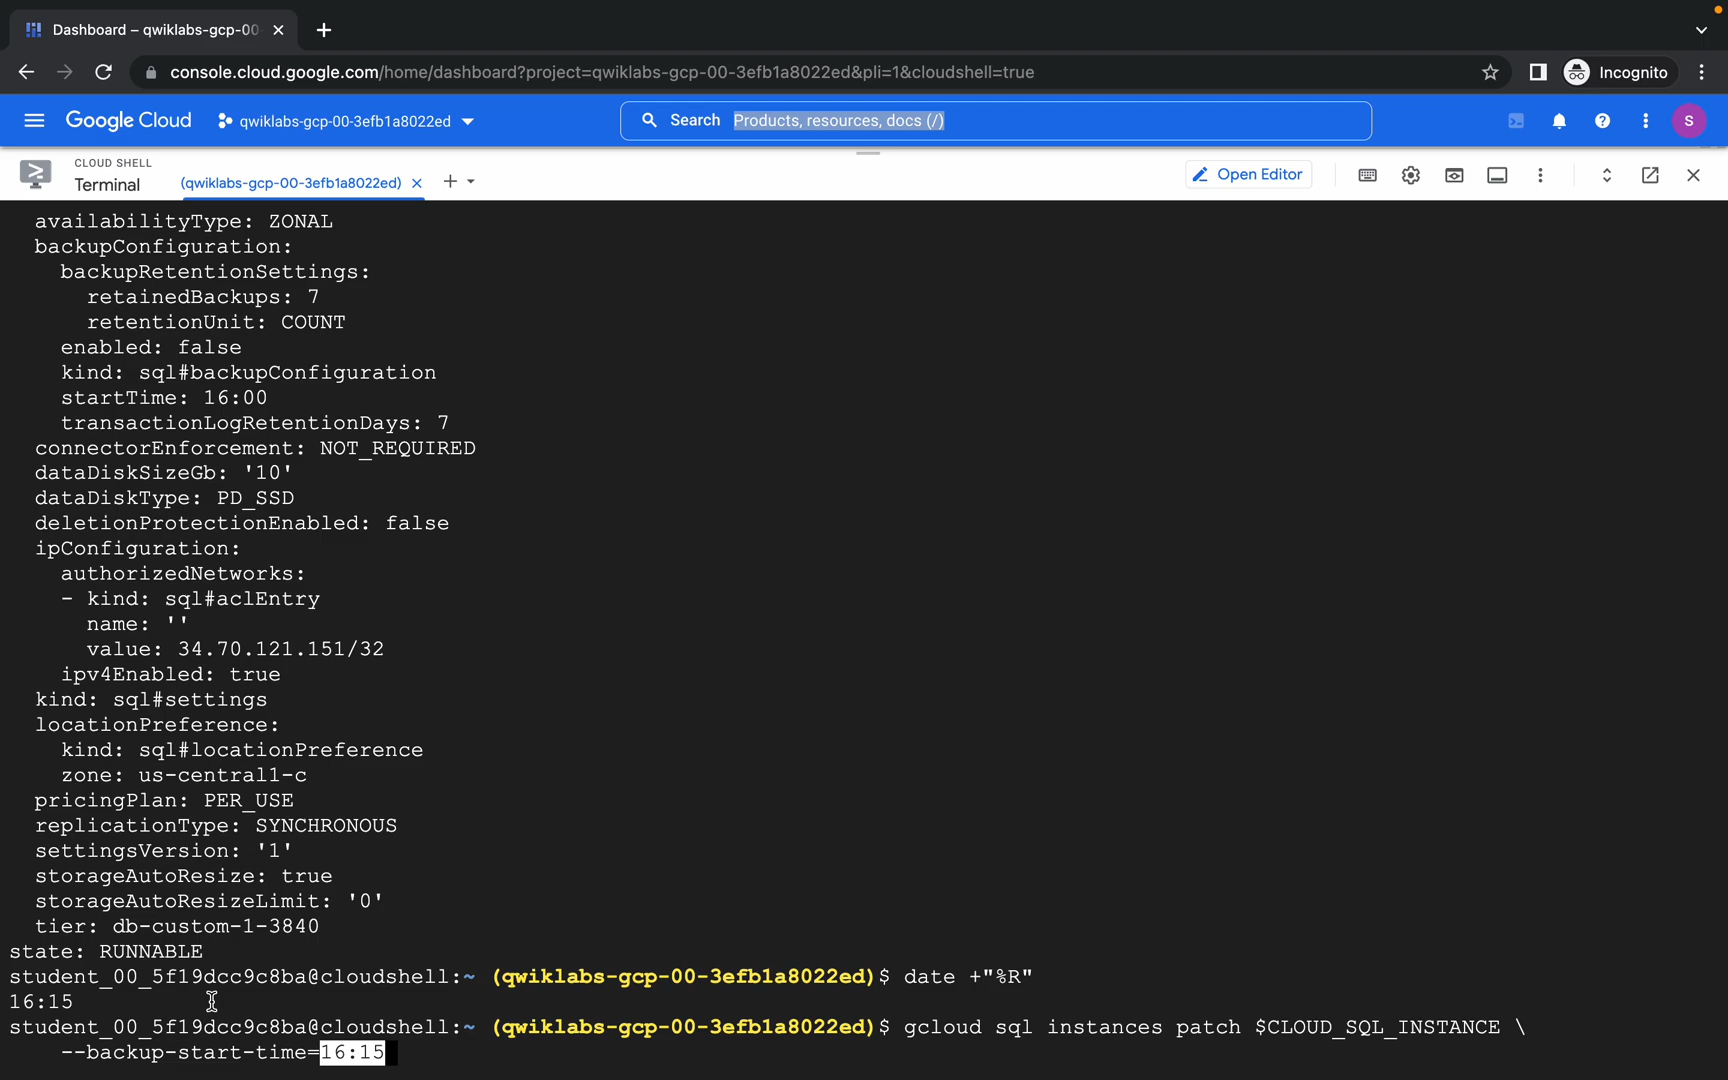 Dashboard – qwiklabs-gcp-00
console.cloud.google.com/home/dashboard?project=qwiklabs-gcp-00-3efb1a8022ed&pli=1&cloudshell=true
Incognito
Google Cloud
qwiklabs-gcp-00-3efb1a8022ed
Search Products, resources, docs (/)
S
CLOUD SHELL
Terminal
(qwiklabs-gcp-00-3efb1a8022ed)
Open Editor
availabilityType: ZONAL
backupConfiguration:
backupRetentionSettings:
retainedBackups: 7
retentionUnit: COUNT
enabled: false
kind: sql#backupConfiguration
startTime: 16:00
transactionLogRetentionDays: 7
connectorEnforcement: NOT_REQUIRED
dataDiskSizeGb: '10'
dataDiskType: PD_SSD
deletionProtectionEnabled: false
ipConfiguration:
authorizedNetworks:
- kind: sql#aclEntry
name: ''
value: 34.70.121.151/32
ipv4Enabled: true
kind: sql#settings
locationPreference:
kind: sql#locationPreference
zone: us-central1-c
pricingPlan: PER_USE
replicationType: SYNCHRONOUS
settingsVersion: '1'
storageAutoResize: true
storageAutoResizeLimit: '0'
tier: db-custom-1-3840
state: RUNNABLE
student_00_5f19dcc9c8ba@cloudshell:~ (qwiklabs-gcp-00-3efb1a8022ed)$ date +"%R"
16:15
student_00_5f19dcc9c8ba@cloudshell:~ (qwiklabs-gcp-00-3efb1a8022ed)$ gcloud sql instances patch $CLOUD_SQL_INSTANCE \
--backup-start-time=16:15